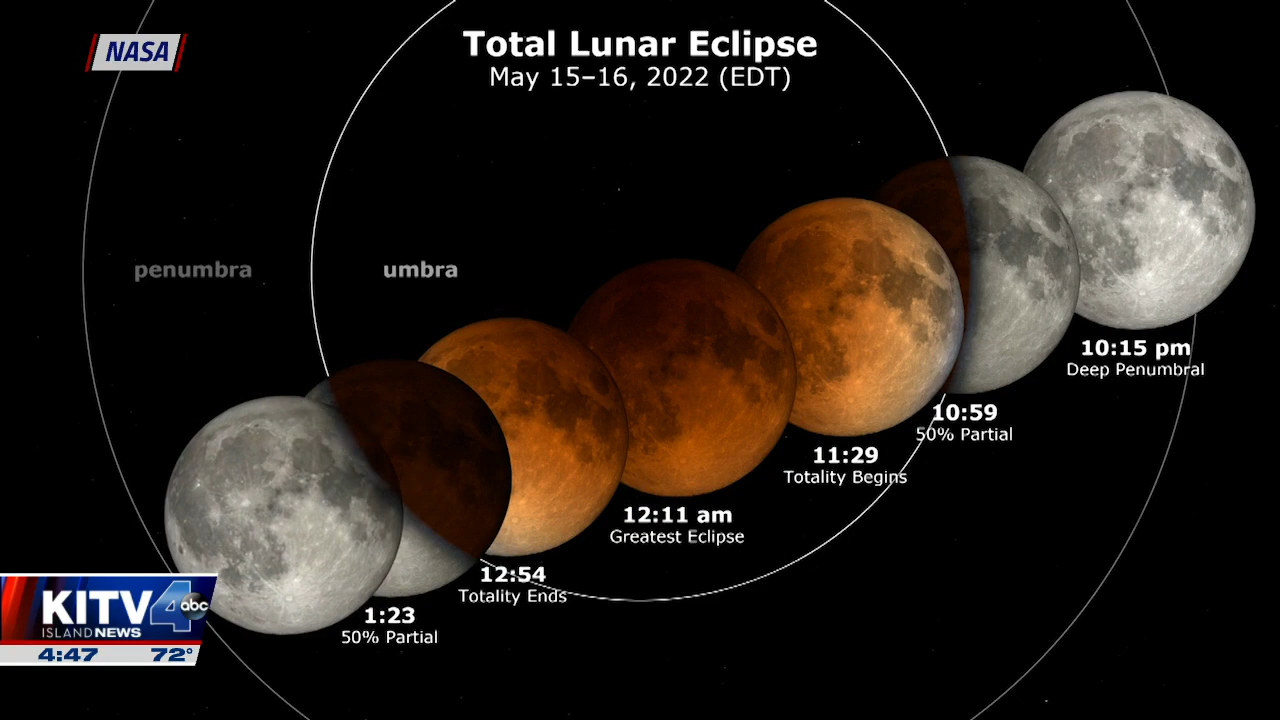 NASA
Total Lunar Eclipse
May 15–16, 2022 (EDT)
penumbra
umbra
10:15 pm
Deep Penumbral
10:59
50% Partial
11:29
Totality Begins
12:11 am
Greatest Eclipse
12:54
Totality Ends
1:23
50% Partial
KITV 4 abc
ISLAND NEWS
4:47 72°